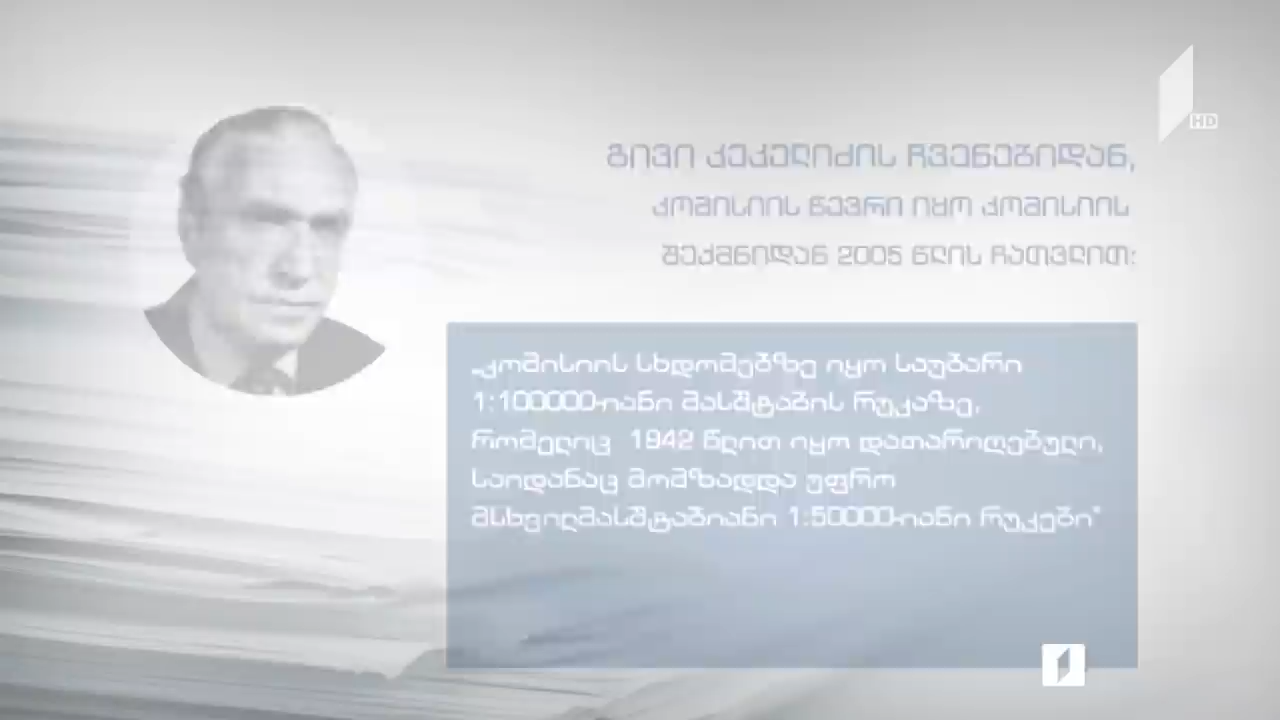 HD
გივი კეკელიძის ჩვენებიდან,
კომისიის წევრი იყო კომისიის
შექმნიდან 2005 წლის ჩათვლით:
„კომისიის სხდომებზე იყო საუბარი
1:100000-იანი მასშტაბის რუკაზე,
რომელიც 1942 წლით იყო დათარიღებული,
საიდანაც მომზადდა უფრო
მსხვილმასშტაბიანი 1:50000-იანი რუკები"